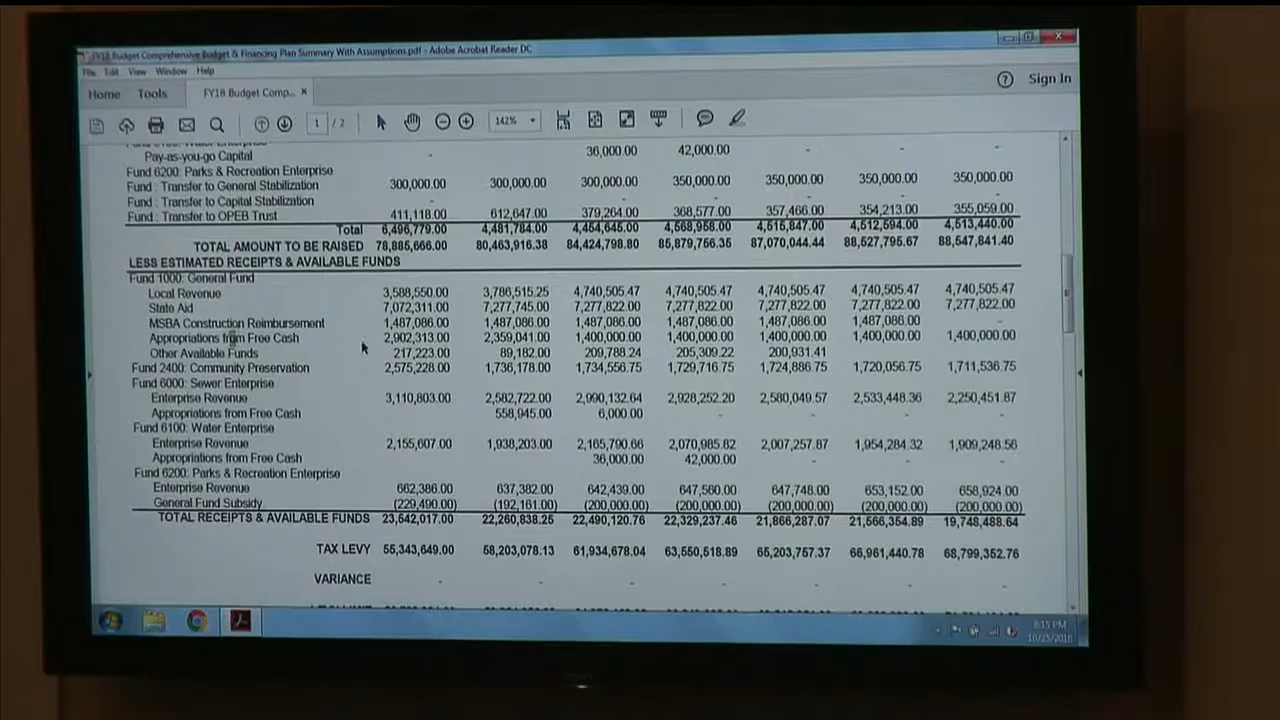 FY18 Budget Comprehensive Budget & Financing Plan Summary With Assumptions.pdf - Adobe Acrobat Reader DC
File Edit View Window Help
Home Tools FY18 Budget Comp... × ? Sign In
1 / 2 142%
Pay-as-you-go Capital - 36,000.00 42,000.00 - - -
Fund 6200: Parks & Recreation Enterprise
Fund : Transfer to General Stabilization 300,000.00 300,000.00 300,000.00 350,000.00 350,000.00 350,000.00 350,000.00
Fund : Transfer to Capital Stabilization - - - - - - -
Fund : Transfer to OPEB Trust 411,118.00 612,647.00 379,264.00 368,577.00 357,466.00 354,213.00 355,059.00
Total 6,496,779.00 4,481,784.00 4,454,645.00 4,568,958.00 4,515,847.00 4,512,594.00 4,513,440.00
TOTAL AMOUNT TO BE RAISED 78,885,666.00 80,463,916.38 84,424,798.80 85,879,756.35 87,070,044.44 88,527,795.67 88,547,841.40
LESS ESTIMATED RECEIPTS & AVAILABLE FUNDS
Fund 1000: General Fund
Local Revenue 3,588,550.00 3,786,515.25 4,740,505.47 4,740,505.47 4,740,505.47 4,740,505.47 4,740,505.47
State Aid 7,072,311.00 7,277,745.00 7,277,822.00 7,277,822.00 7,277,822.00 7,277,822.00 7,277,822.00
MSBA Construction Reimbursement 1,487,086.00 1,487,086.00 1,487,086.00 1,487,086.00 1,487,086.00 1,487,086.00 -
Appropriations from Free Cash 2,902,313.00 2,359,041.00 1,400,000.00 1,400,000.00 1,400,000.00 1,400,000.00 1,400,000.00
Other Available Funds 217,223.00 89,182.00 209,788.24 205,309.22 200,931.41
Fund 2400: Community Preservation 2,575,228.00 1,736,178.00 1,734,556.75 1,729,716.75 1,724,886.75 1,720,056.75 1,711,536.75
Fund 6000: Sewer Enterprise
Enterprise Revenue 3,110,803.00 2,582,722.00 2,990,132.64 2,928,252.20 2,580,049.57 2,533,448.36 2,250,451.87
Appropriations from Free Cash 558,945.00 6,000.00 - - - -
Fund 6100: Water Enterprise
Enterprise Revenue 2,155,607.00 1,938,203.00 2,165,790.66 2,070,985.82 2,007,257.87 1,954,284.32 1,909,248.56
Appropriations from Free Cash 36,000.00 42,000.00 - - -
Fund 6200: Parks & Recreation Enterprise
Enterprise Revenue 662,386.00 637,382.00 642,439.00 647,560.00 647,748.00 653,152.00 658,924.00
General Fund Subsidy (229,490.00) (192,161.00) (200,000.00) (200,000.00) (200,000.00) (200,000.00) (200,000.00)
TOTAL RECEIPTS & AVAILABLE FUNDS 23,542,017.00 22,260,838.25 22,490,120.76 22,329,237.46 21,866,287.07 21,566,354.89 19,748,488.64
TAX LEVY 55,343,649.00 58,203,078.13 61,934,678.04 63,550,518.89 65,203,757.37 66,961,440.78 68,799,352.76
VARIANCE - - - - - - -
8:15 PM
10/25/2016